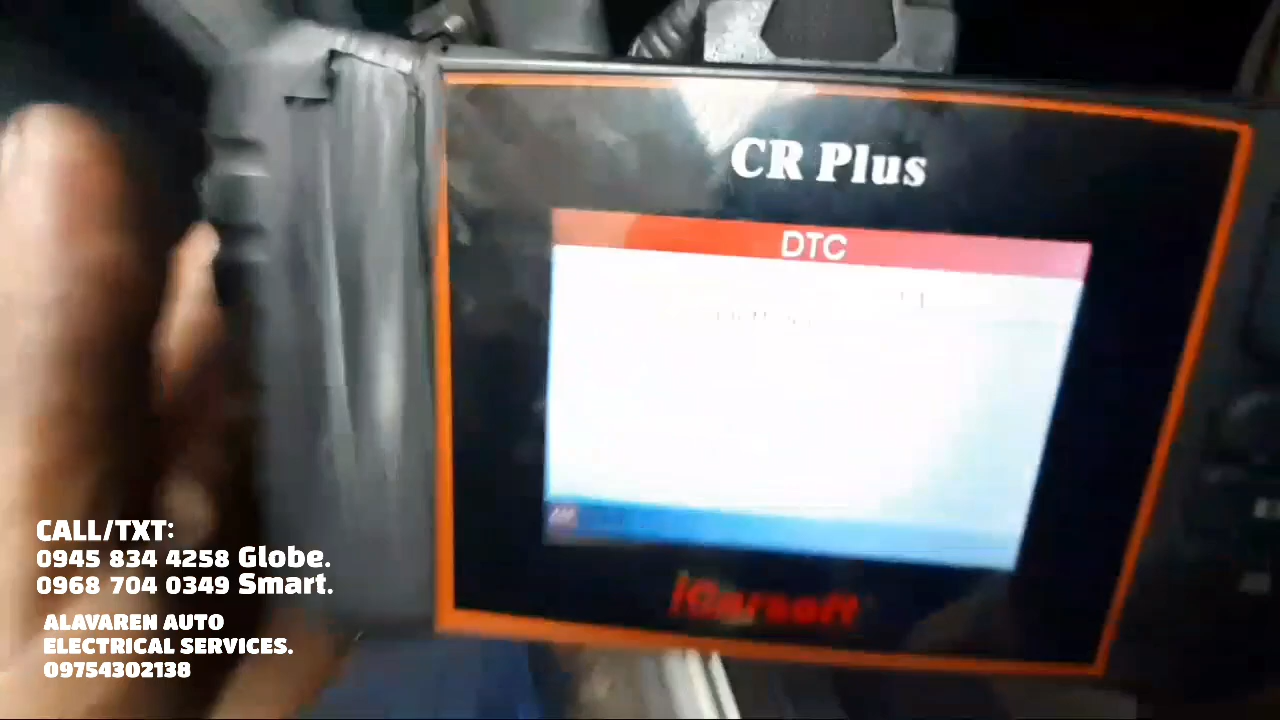 CR Plus
DTC
iCarsoft
CALL/TXT:
0945 834 4258 Globe.
0968 704 0349 Smart.
ALAVAREN AUTO
ELECTRICAL SERVICES.
09754302138